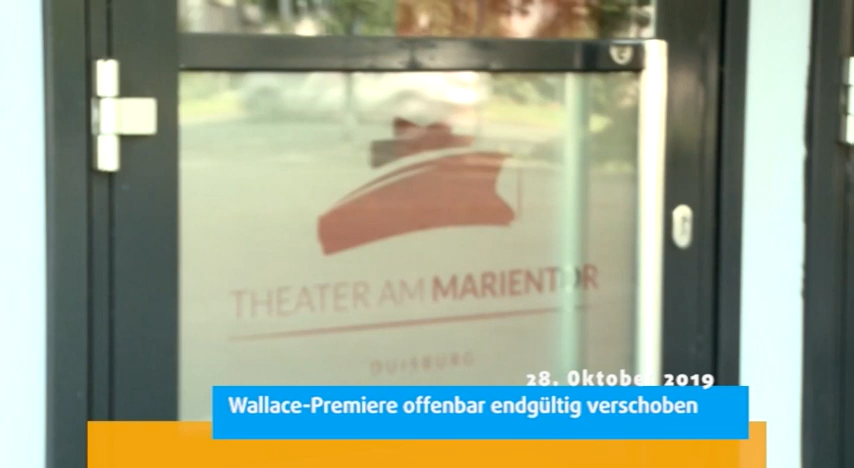 THEATER AM MARIENTOR
DUISBURG
28. Oktober 2019
Wallace-Premiere offenbar endgültig verschoben